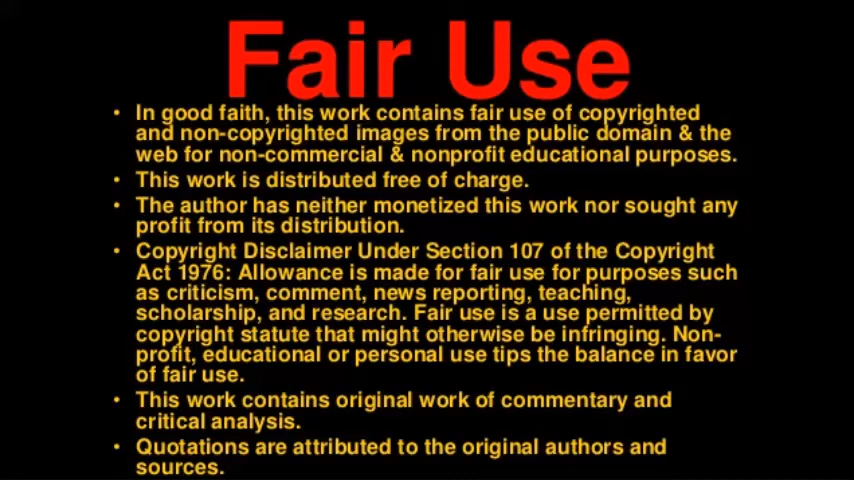 Fair Use
• In good faith, this work contains fair use of copyrighted
and non-copyrighted images from the public domain & the
web for non-commercial & nonprofit educational purposes.
• This work is distributed free of charge.
• The author has neither monetized this work nor sought any
profit from its distribution.
• Copyright Disclaimer Under Section 107 of the Copyright
Act 1976: Allowance is made for fair use for purposes such
as criticism, comment, news reporting, teaching,
scholarship, and research. Fair use is a use permitted by
copyright statute that might otherwise be infringing. Non-
profit, educational or personal use tips the balance in favor
of fair use.
• This work contains original work of commentary and
critical analysis.
• Quotations are attributed to the original authors and
sources.